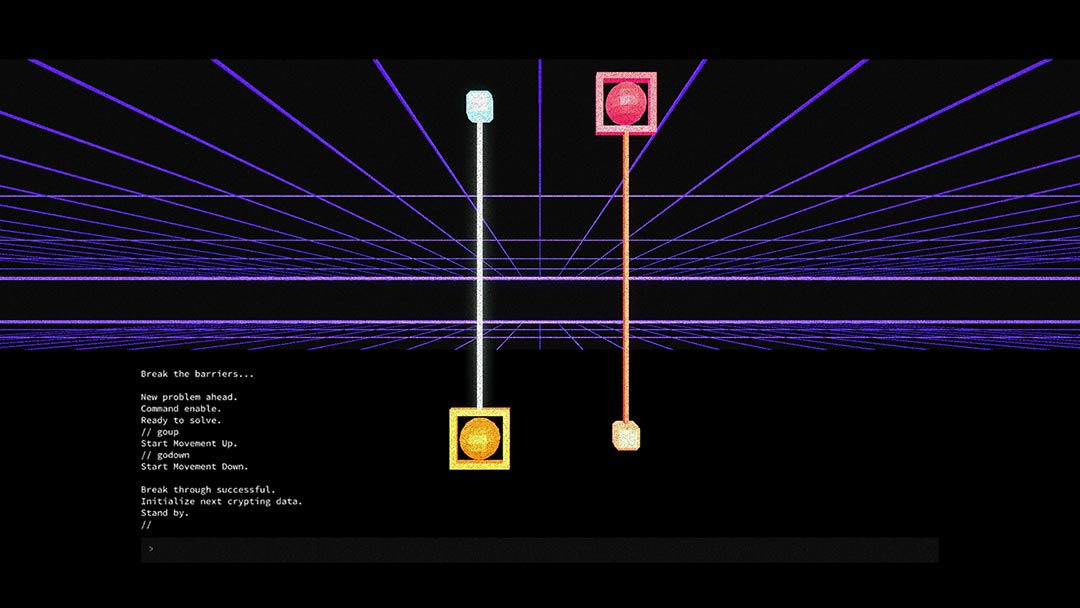 Break the barriers...
New problem ahead.
Command enable.
Ready to solve.
// goup
Start Movement Up.
// godown
Start Movement Down.
Break through successful.
Initialize next crypting data.
Stand by.
//
>